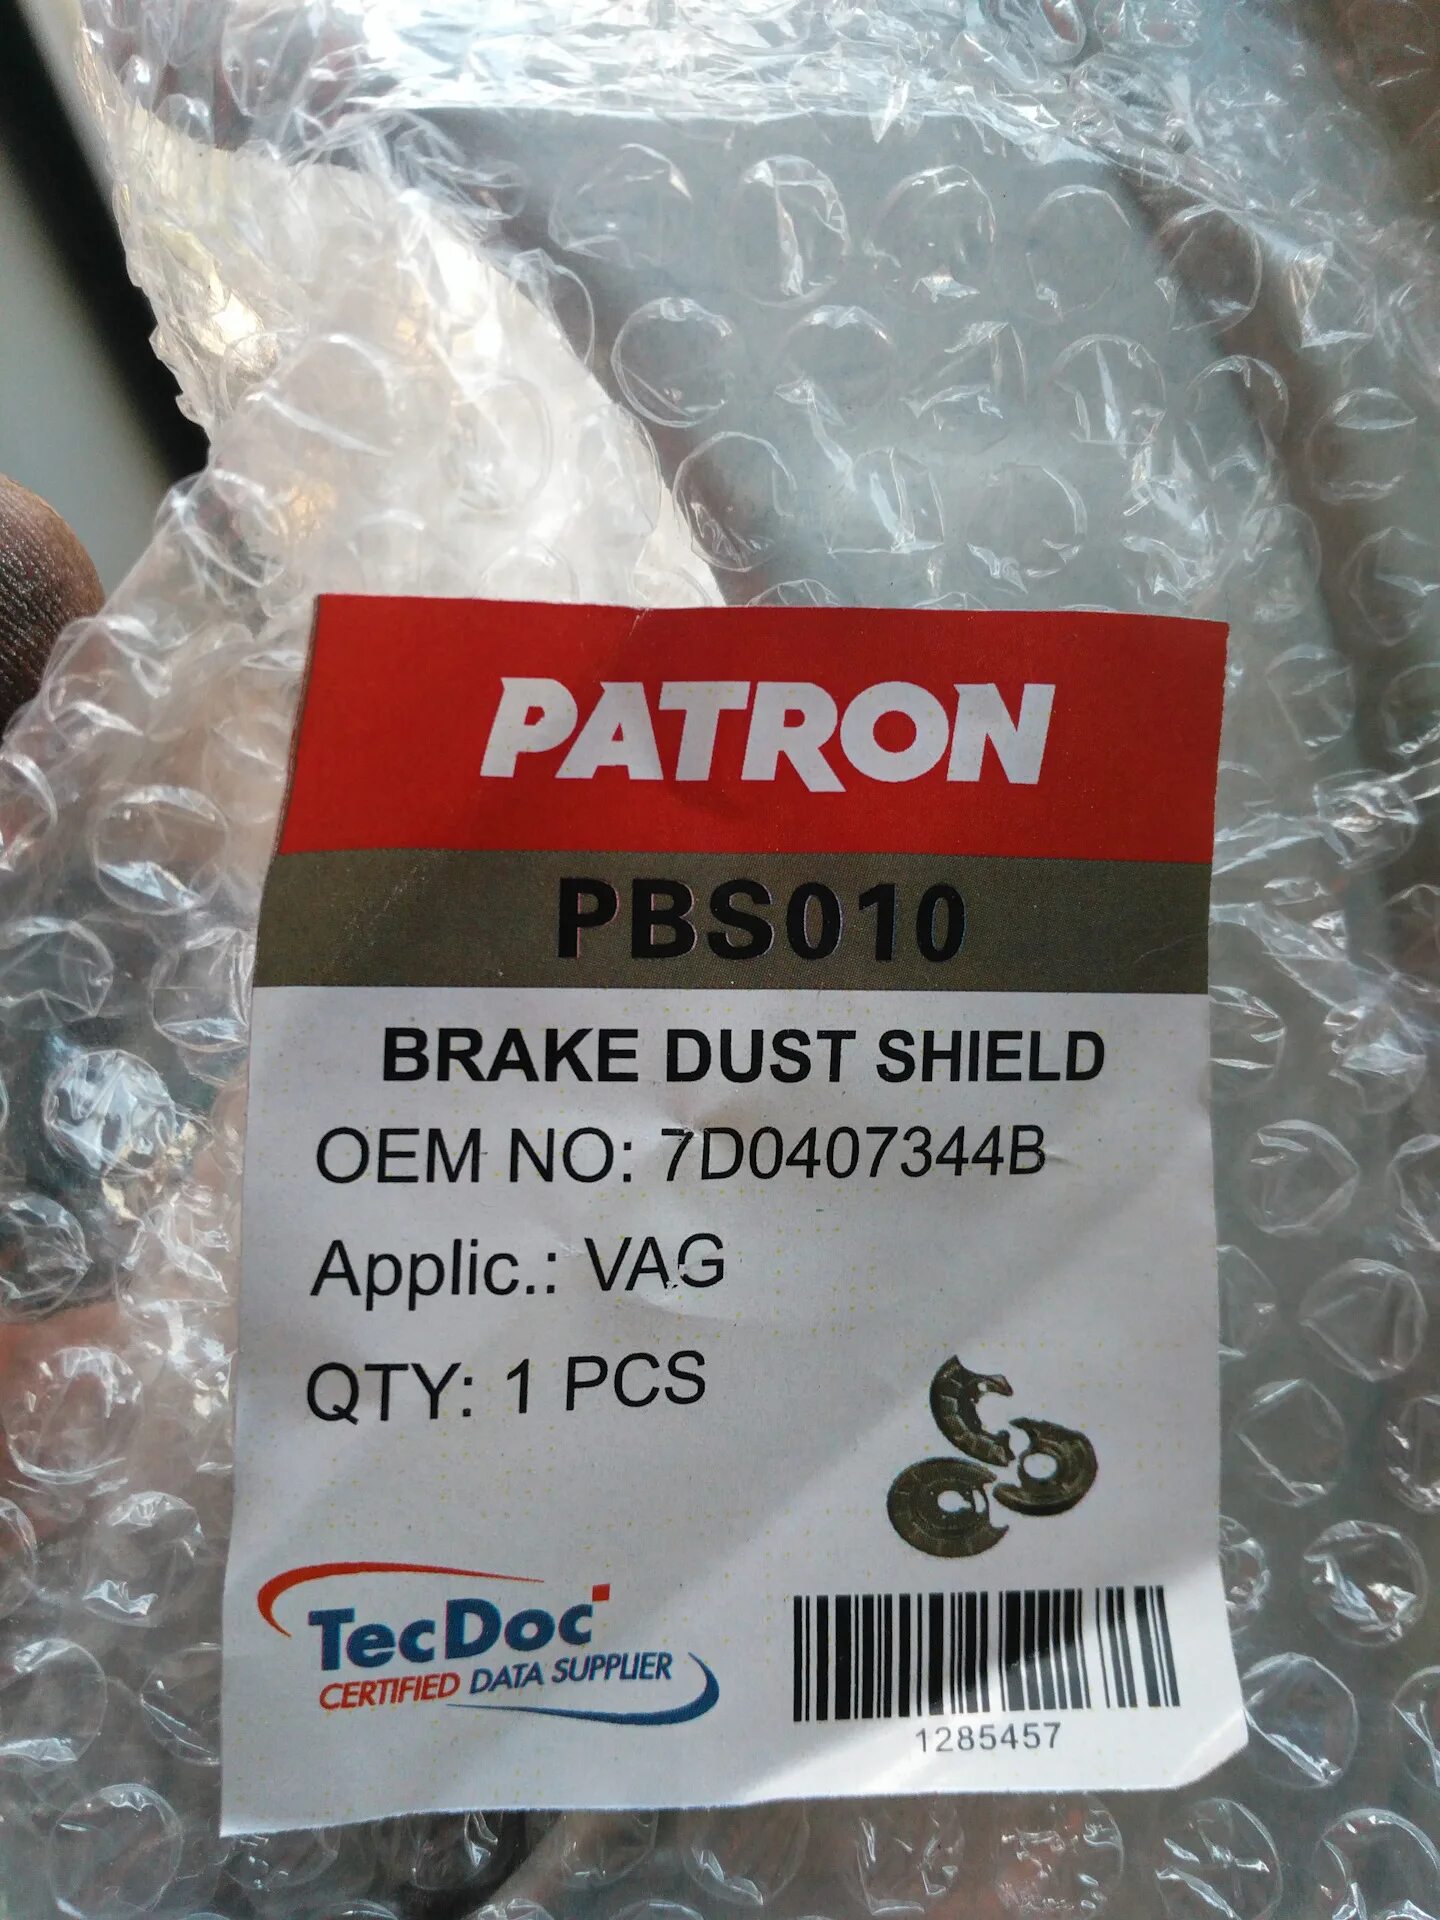 PATRON
PBS010
BRAKE DUST SHIELD
OEM NO: 7D0407344B
Applic.: VAG
QTY: 1 PCS
TecDoc
CERTIFIED DATA SUPPLIER
1285457